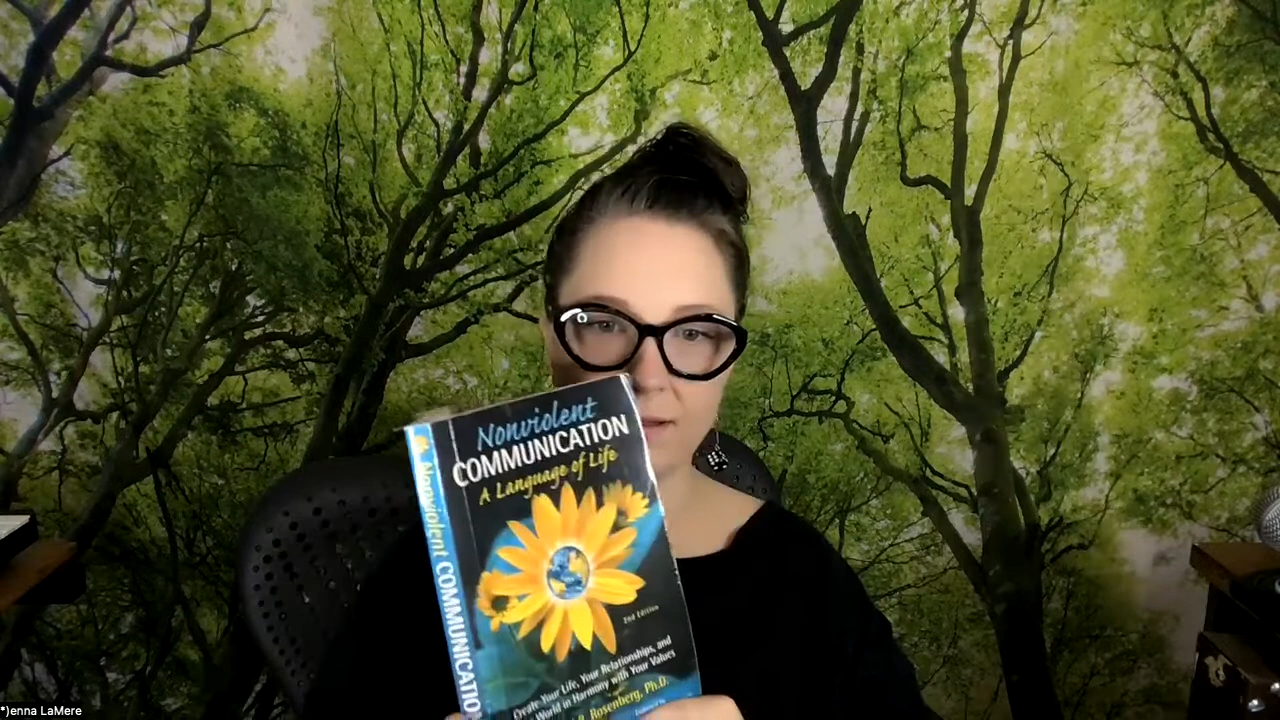 Nonviolent
COMMUNICATION
A Language of Life
Nonviolent COMMUNICATIO
2nd Edition
Create Your Life, Your Relationships, and
World in Harmony with Your Values
B. Rosenberg, Ph.D.
*)enna LaMere